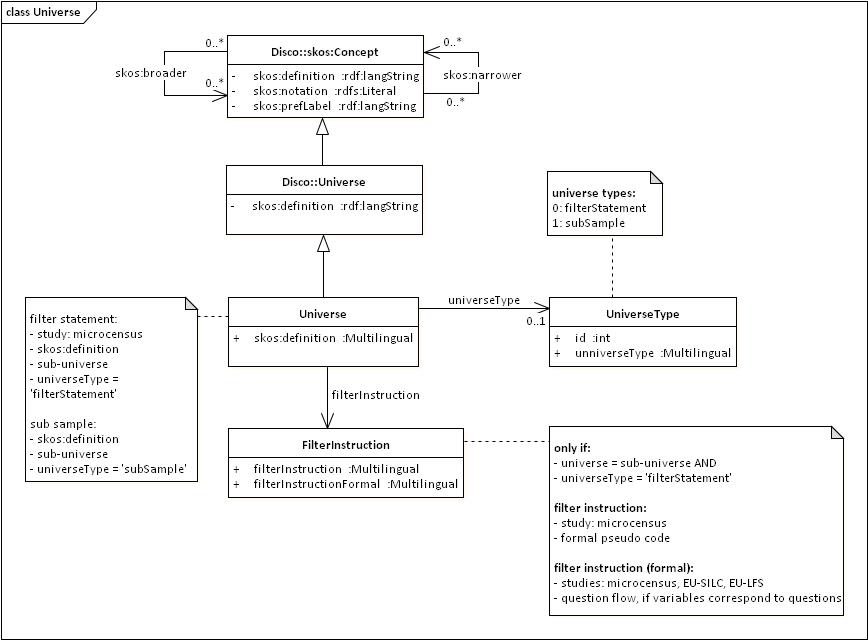 class Universe
0..*
Disco::skos:Concept
0..*
skos:broader
skos:narrower
0..*
0..*
- skos:definition :rdf:langString
- skos:notation :rdfs:Literal
- skos:prefLabel :rdf:langString
Disco::Universe
- skos:definition :rdf:langString
universe types:
0: filterStatement
1: subSample
Universe
+ skos:definition :Multilingual
universeType
0..1
UniverseType
+ id :int
+ unniverseType :Multilingual
filter statement:
- study: microcensus
- skos:definition
- sub-universe
- universeType =
'filterStatement'
sub sample:
- skos:definition
- sub-universe
- universeType = 'subSample'
filterInstruction
FilterInstruction
+ filterInstruction :Multilingual
+ filterInstructionFormal :Multilingual
only if:
- universe = sub-universe AND
- universeType = 'filterStatement'
filter instruction:
- study: microcensus
- formal pseudo code
filter instruction (formal):
- studies: microcensus, EU-SILC, EU-LFS
- question flow, if variables correspond to questions